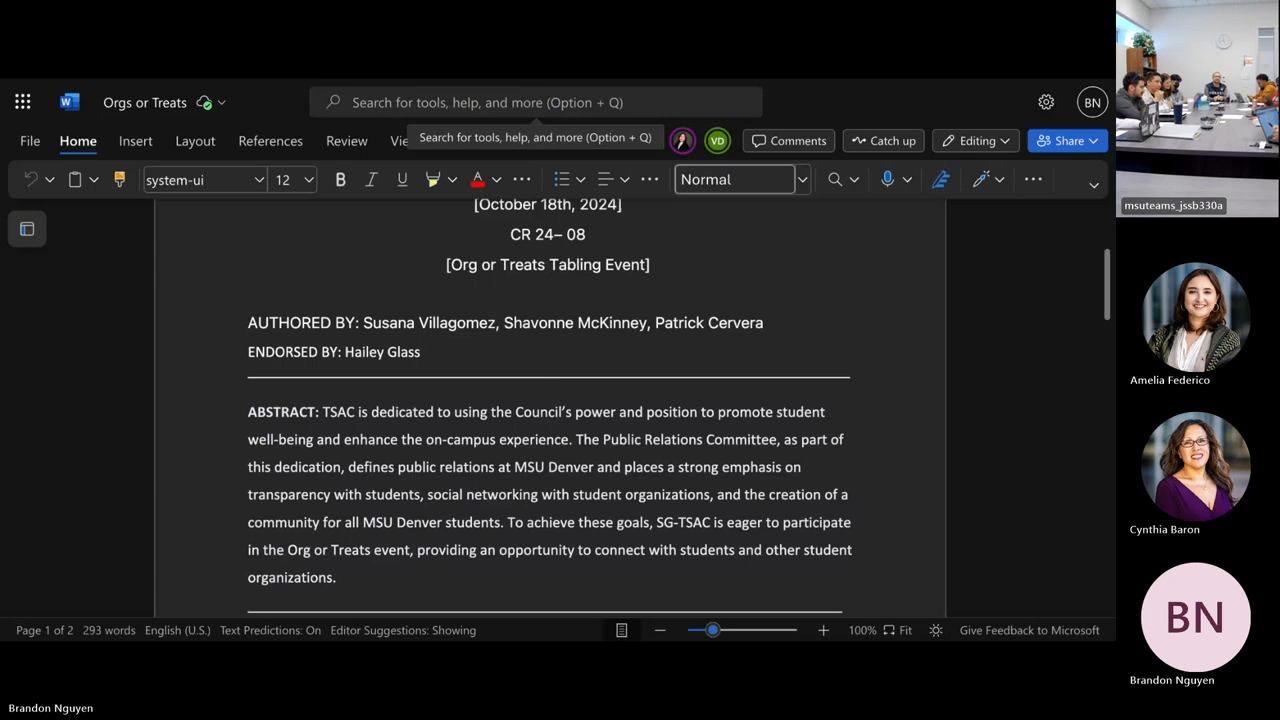 Orgs or Treats
Search for tools, help, and more (Option + Q)
BN
File
Home
Insert
Layout
References
Review
Vie
Search for tools, help, and more (Option + Q)
VD
Comments
Catch up
Editing
Share
system-ui
12
B
I
U
A
Normal
[October 18th, 2024]
CR 24– 08
[Org or Treats Tabling Event]
AUTHORED BY: Susana Villagomez, Shavonne McKinney, Patrick Cervera
ENDORSED BY: Hailey Glass
ABSTRACT: TSAC is dedicated to using the Council's power and position to promote student
well-being and enhance the on-campus experience. The Public Relations Committee, as part of
this dedication, defines public relations at MSU Denver and places a strong emphasis on
transparency with students, social networking with student organizations, and the creation of a
community for all MSU Denver students. To achieve these goals, SG-TSAC is eager to participate
in the Org or Treats event, providing an opportunity to connect with students and other student
organizations.
Page 1 of 2
293 words
English (U.S.)
Text Predictions: On
Editor Suggestions: Showing
100%
Fit
Give Feedback to Microsoft
msuteams_jssb330a
Amelia Federico
Cynthia Baron
BN
Brandon Nguyen
Brandon Nguyen